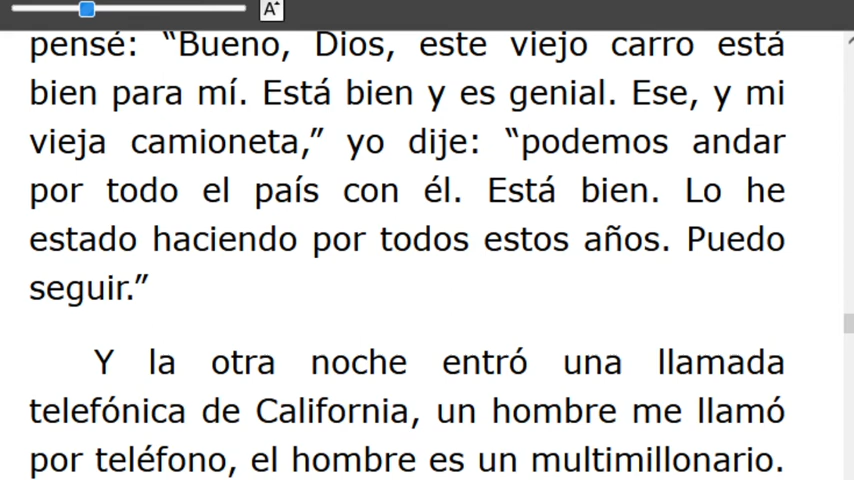 A
pensé: “Bueno, Dios, este viejo carro está
bien para mí. Está bien y es genial. Ese, y mi
vieja camioneta,” yo dije: “podemos andar
por todo el país con él. Está bien. Lo he
estado haciendo por todos estos años. Puedo
seguir.”
Y la otra noche entró una llamada
telefónica de California, un hombre me llamó
por teléfono, el hombre es un multimillonario.